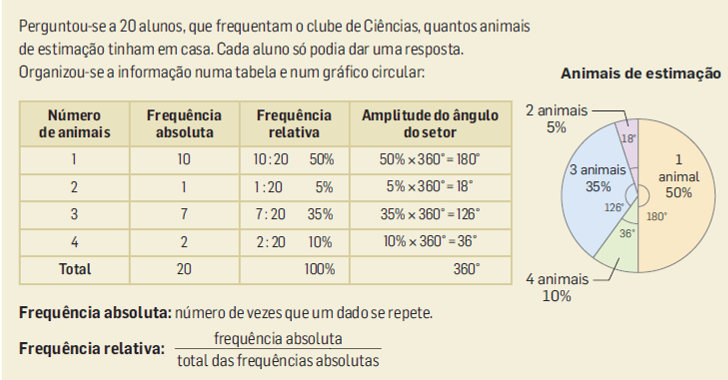 Perguntou-se a 20 alunos, que frequentam o clube de Ciências, quantos animais
de estimação tinham em casa. Cada aluno só podia dar uma resposta.
Organizou-se a informação numa tabela e num gráfico circular:
Número de animais | Frequência absoluta | Frequência relativa | Amplitude do ângulo do setor
1 | 10 | 10 : 20 50% | 50% × 360° = 180°
2 | 1 | 1 : 20 5% | 5% × 360° = 18°
3 | 7 | 7 : 20 35% | 35% × 360° = 126°
4 | 2 | 2 : 20 10% | 10% × 360° = 36°
Total | 20 | 100% | 360°
Animais de estimação
2 animais
5%
18°
3 animais
35%
126°
1
animal
50%
180°
36°
4 animais
10%
Frequência absoluta: número de vezes que um dado se repete.
Frequência relativa: frequência absoluta
total das frequências absolutas